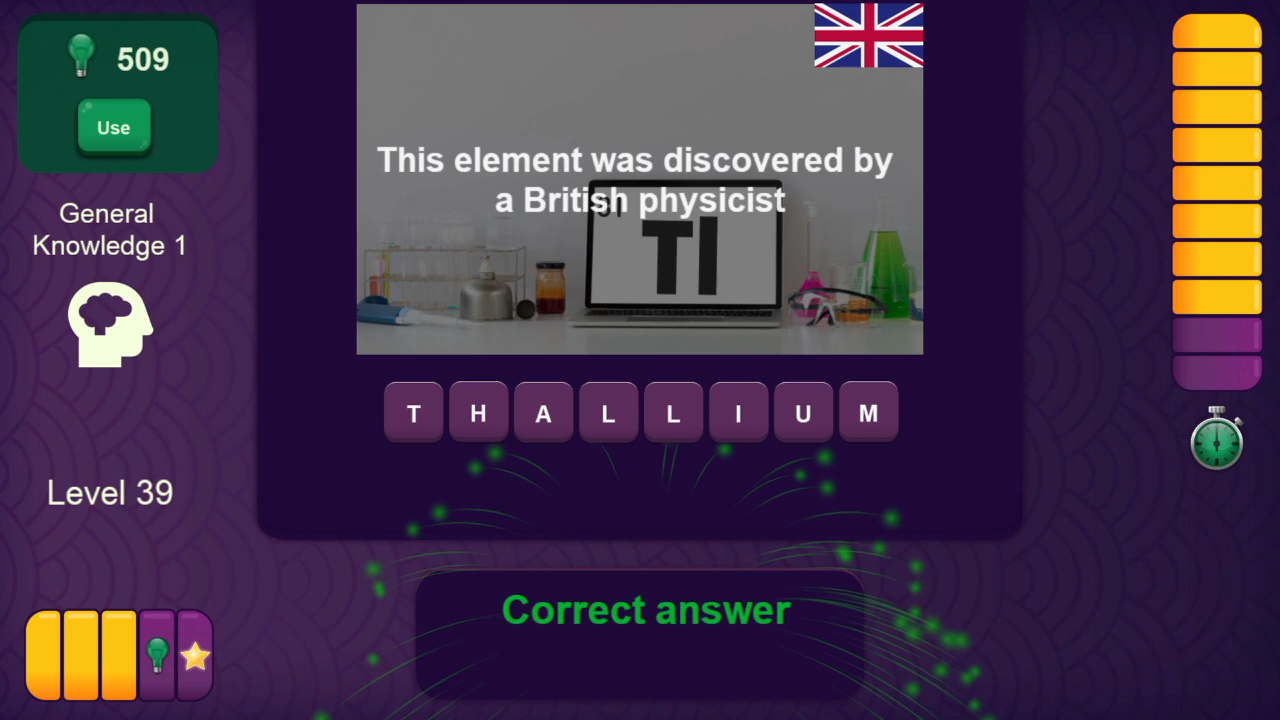 509
Use
General
Knowledge 1
Level 39
This element was discovered by
a British physicist
81
Tl
T H A L L I U M
Correct answer